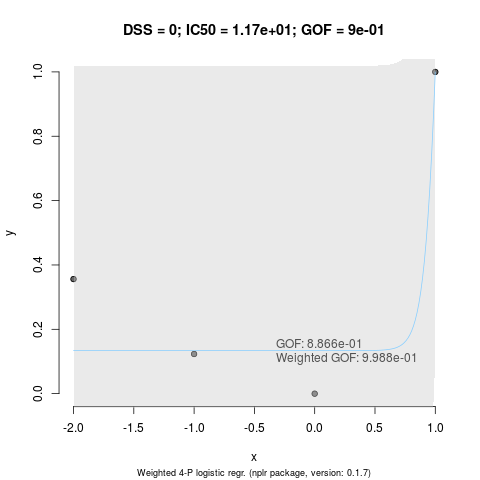 DSS = 0; IC50 = 1.17e+01; GOF = 9e-01
1.0
0.8
0.6
y
0.4
0.2
GOF: 8.866e-01
Weighted GOF: 9.988e-01
0.0
-2.0 -1.5 -1.0 -0.5 0.0 0.5 1.0
x
Weighted 4-P logistic regr. (nplr package, version: 0.1.7)